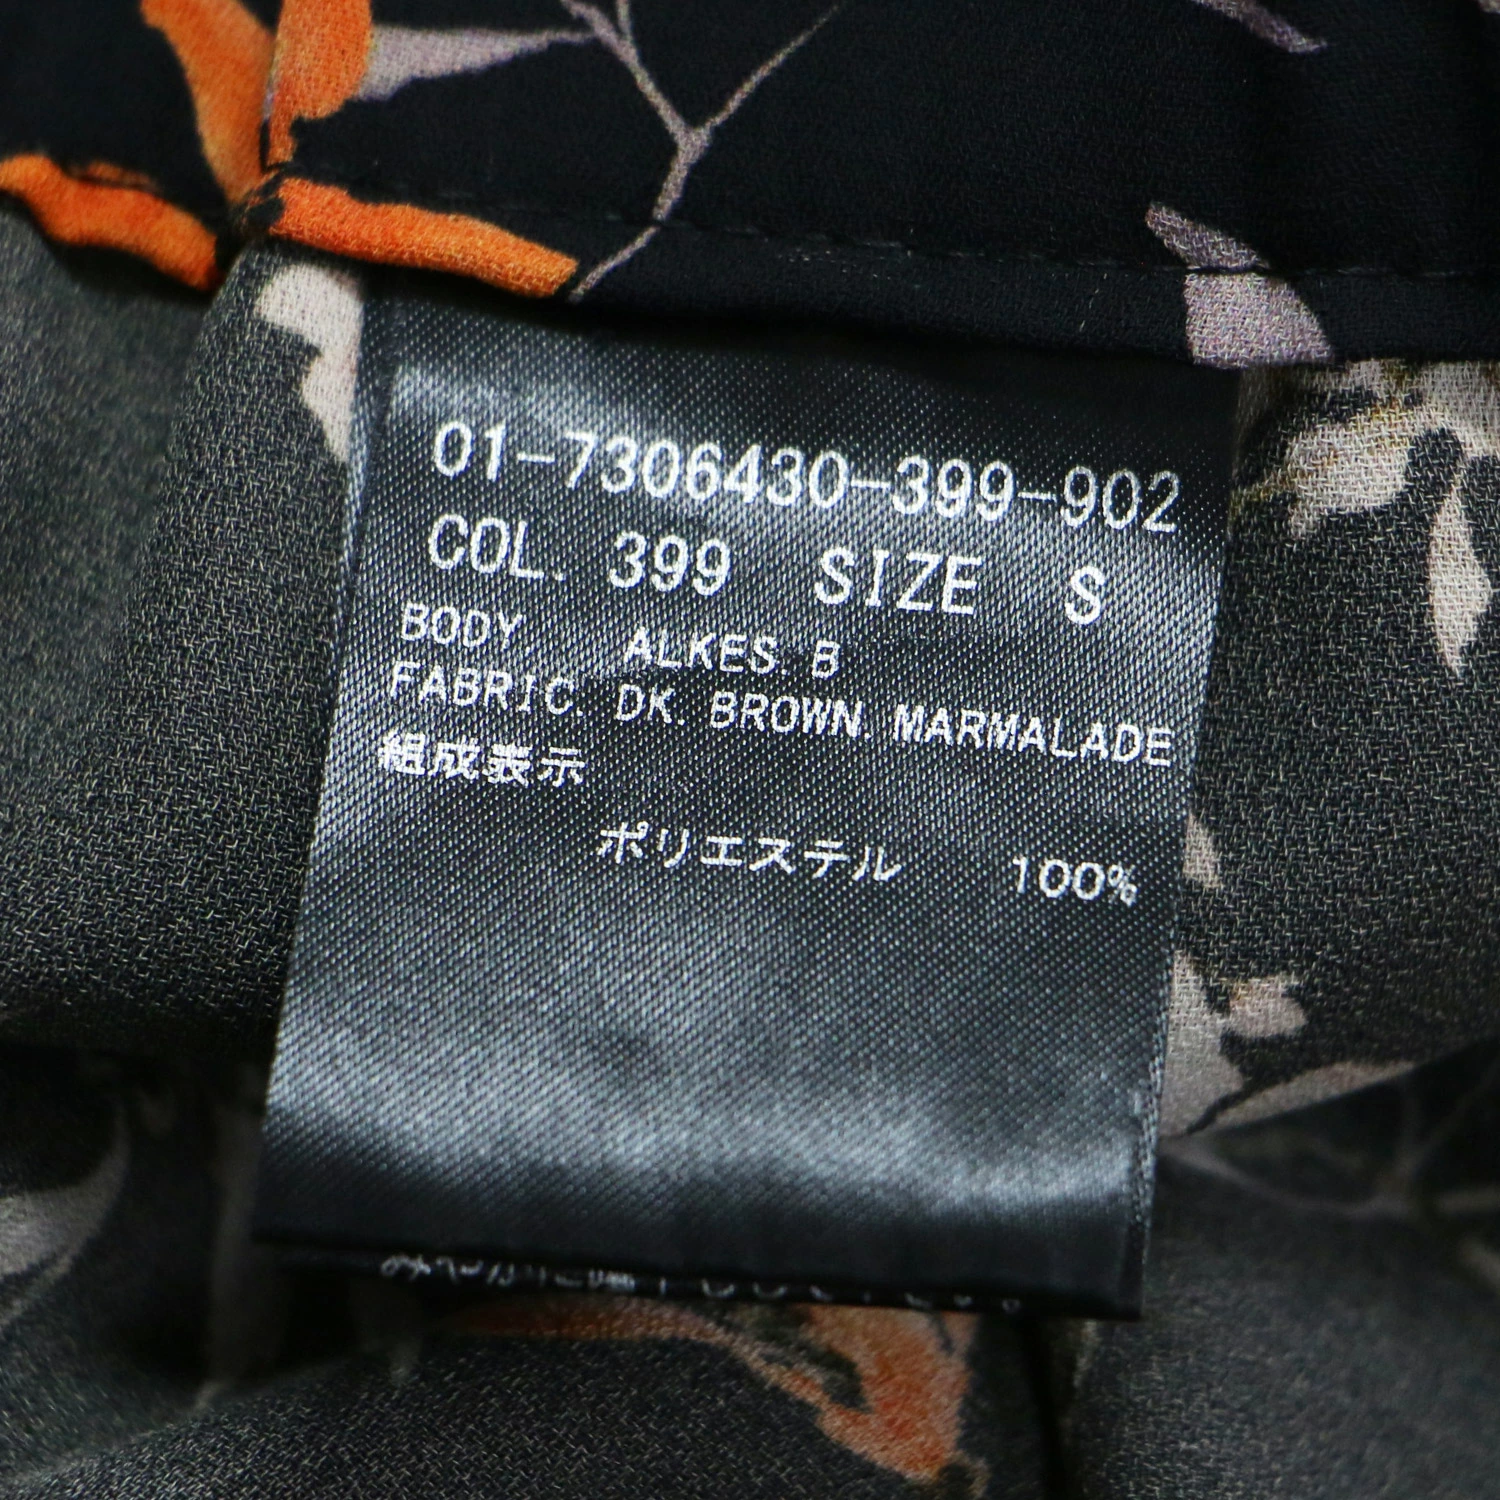 01-7306430-399-902
COL. 399 SIZE S
BODY ALKES. B
FABRIC. DK. BROWN. MARMALADE
組成表示
ポリエステル 100%